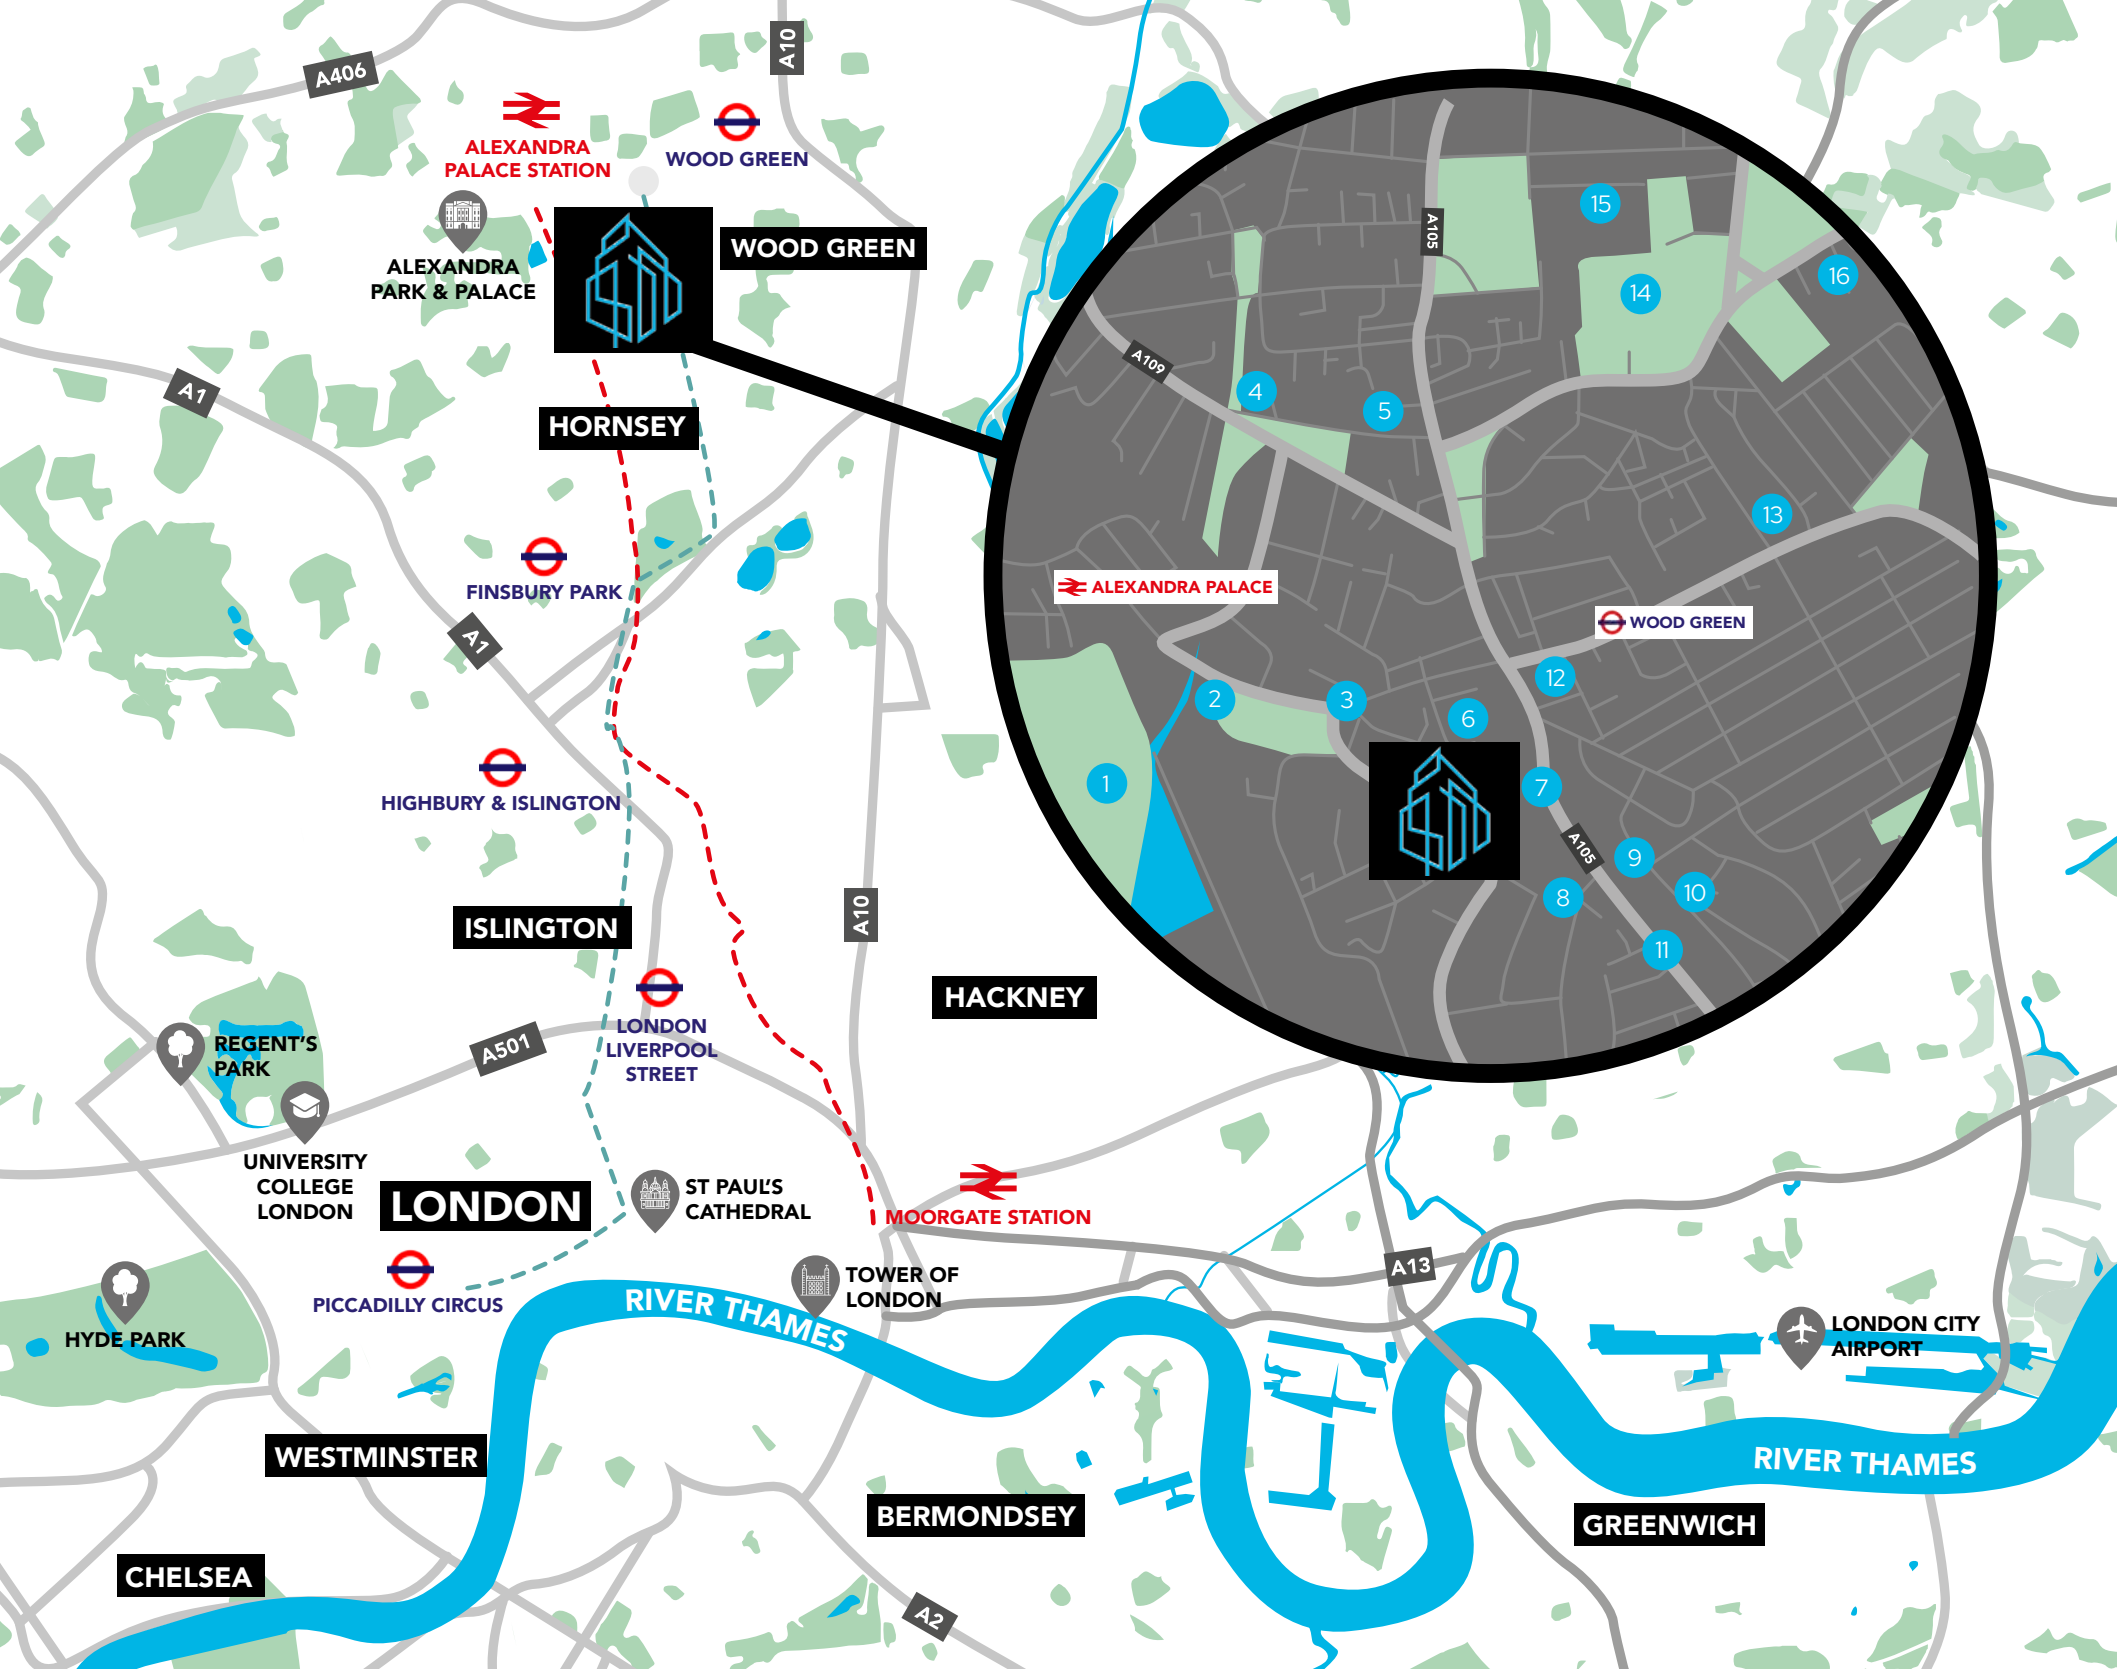 A10
A406
ALEXANDRA
PALACE STATION
WOOD GREEN
WOOD GREEN
ALEXANDRA
PARK & PALACE
A1
HORNSEY
FINSBURY PARK
A1
HIGHBURY & ISLINGTON
A10
ISLINGTON
HACKNEY
LONDON
LIVERPOOL
STREET
A501
REGENT'S
PARK
UNIVERSITY
COLLEGE
LONDON
LONDON
ST PAUL'S
CATHEDRAL
MOORGATE STATION
PICCADILLY CIRCUS
TOWER OF
LONDON
HYDE PARK
RIVER THAMES
A13
LONDON CITY
AIRPORT
WESTMINSTER
RIVER THAMES
BERMONDSEY
GREENWICH
CHELSEA
A2
A105
15
16
14
A109
4
5
13
ALEXANDRA PALACE
WOOD GREEN
12
2
3
6
1
7
A105
9
8
10
11